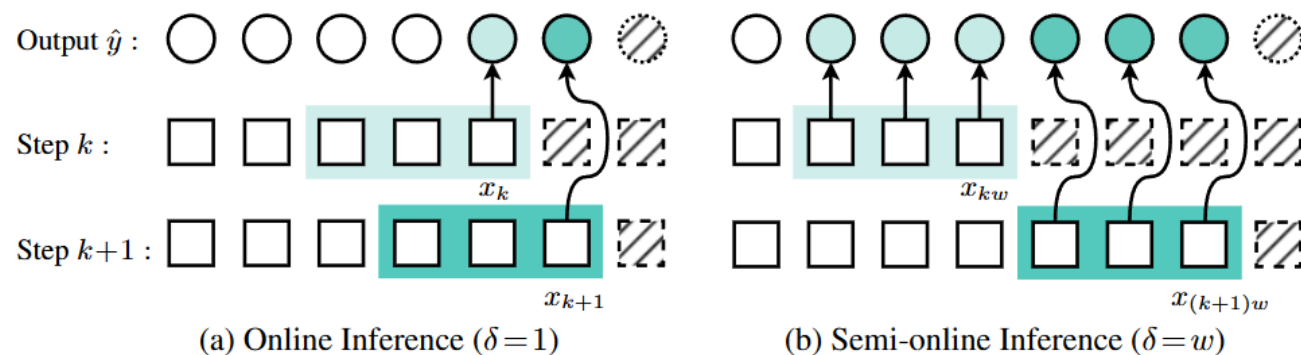 Output ŷ :
Step k :
x_k
x_{kw}
Step k+1 :
x_{k+1}
x_{(k+1)w}
(a) Online Inference (δ=1)
(b) Semi-online Inference (δ=w)